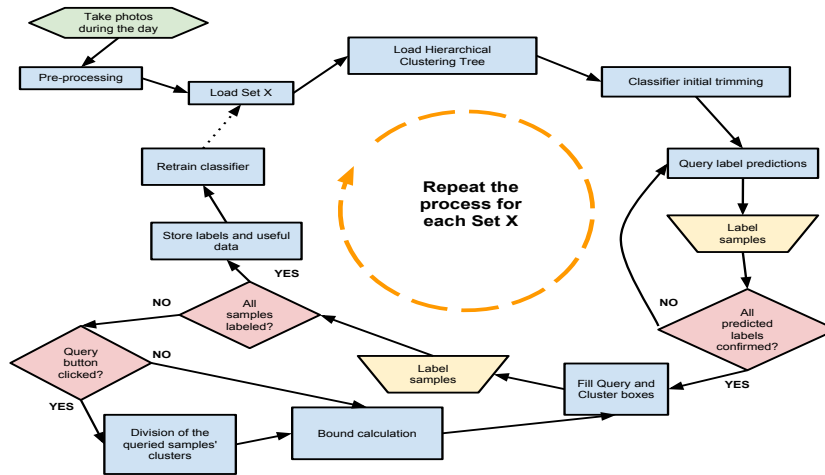 Take photos
during the day
Pre-processing
Load Set X
Load Hierarchical
Clustering Tree
Classifier initial trimming
Query label predictions
Label
samples
All
predicted
labels
confirmed?
NO
YES
Fill Query and
Cluster boxes
Label
samples
All
samples
labeled?
YES
NO
Store labels and useful
data
Retrain classifier
Query
button
clicked?
NO
YES
Division of the
queried samples'
clusters
Bound calculation
Repeat the
process for
each Set X